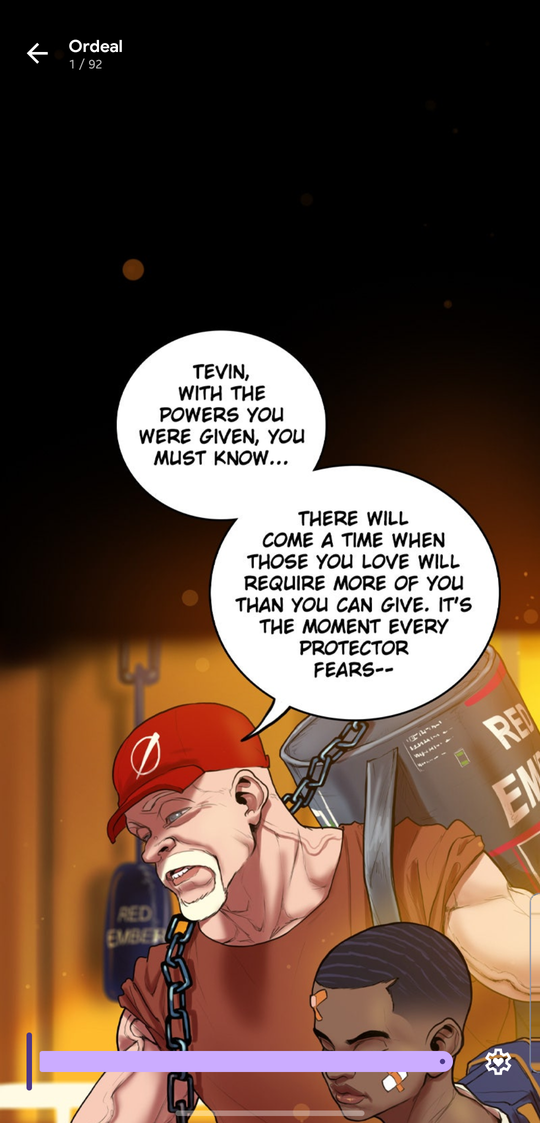 Ordeal
1 / 92
TEVIN,
WITH THE
POWERS YOU
WERE GIVEN, YOU
MUST KNOW...
THERE WILL
COME A TIME WHEN
THOSE YOU LOVE WILL
REQUIRE MORE OF YOU
THAN YOU CAN GIVE. IT'S
THE MOMENT EVERY
PROTECTOR
FEARS--
RED
EMB
RED
EMBER